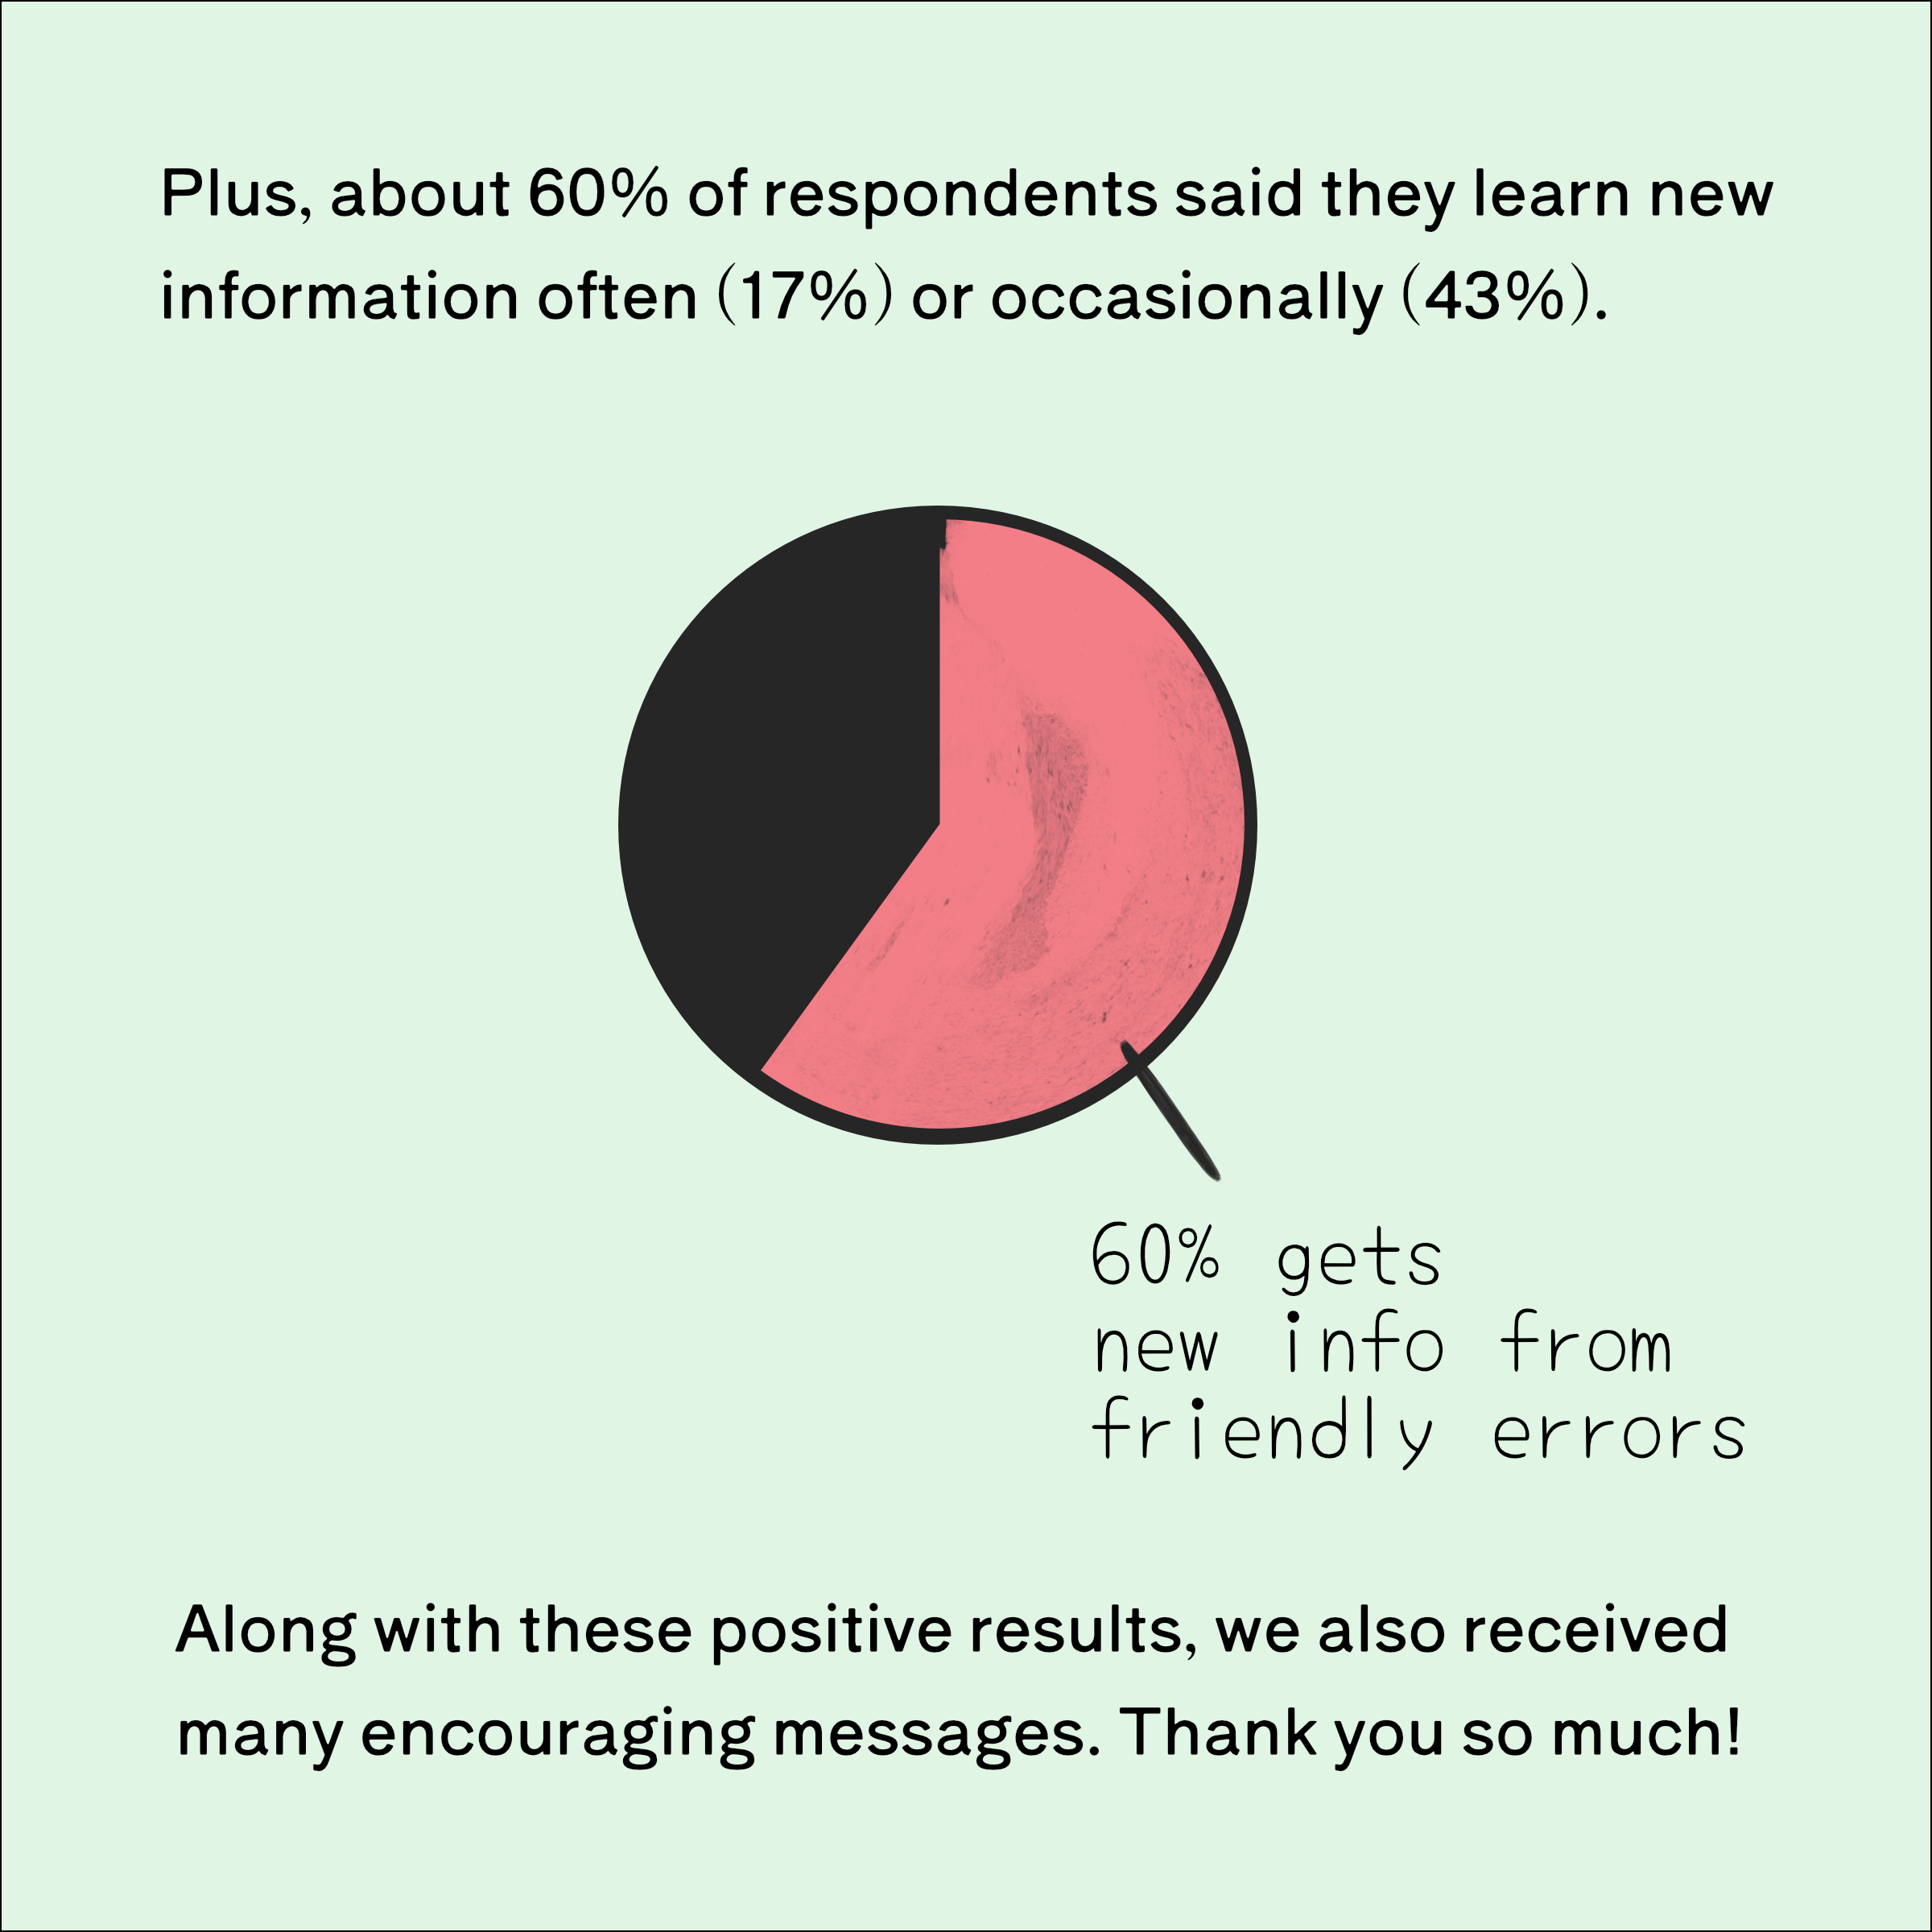 Plus, about 60% of respondents said they learn new
information often (17%) or occasionally (43%).
60% gets
new info from
friendly errors
Along with these positive results, we also received
many encouraging messages. Thank you so much!